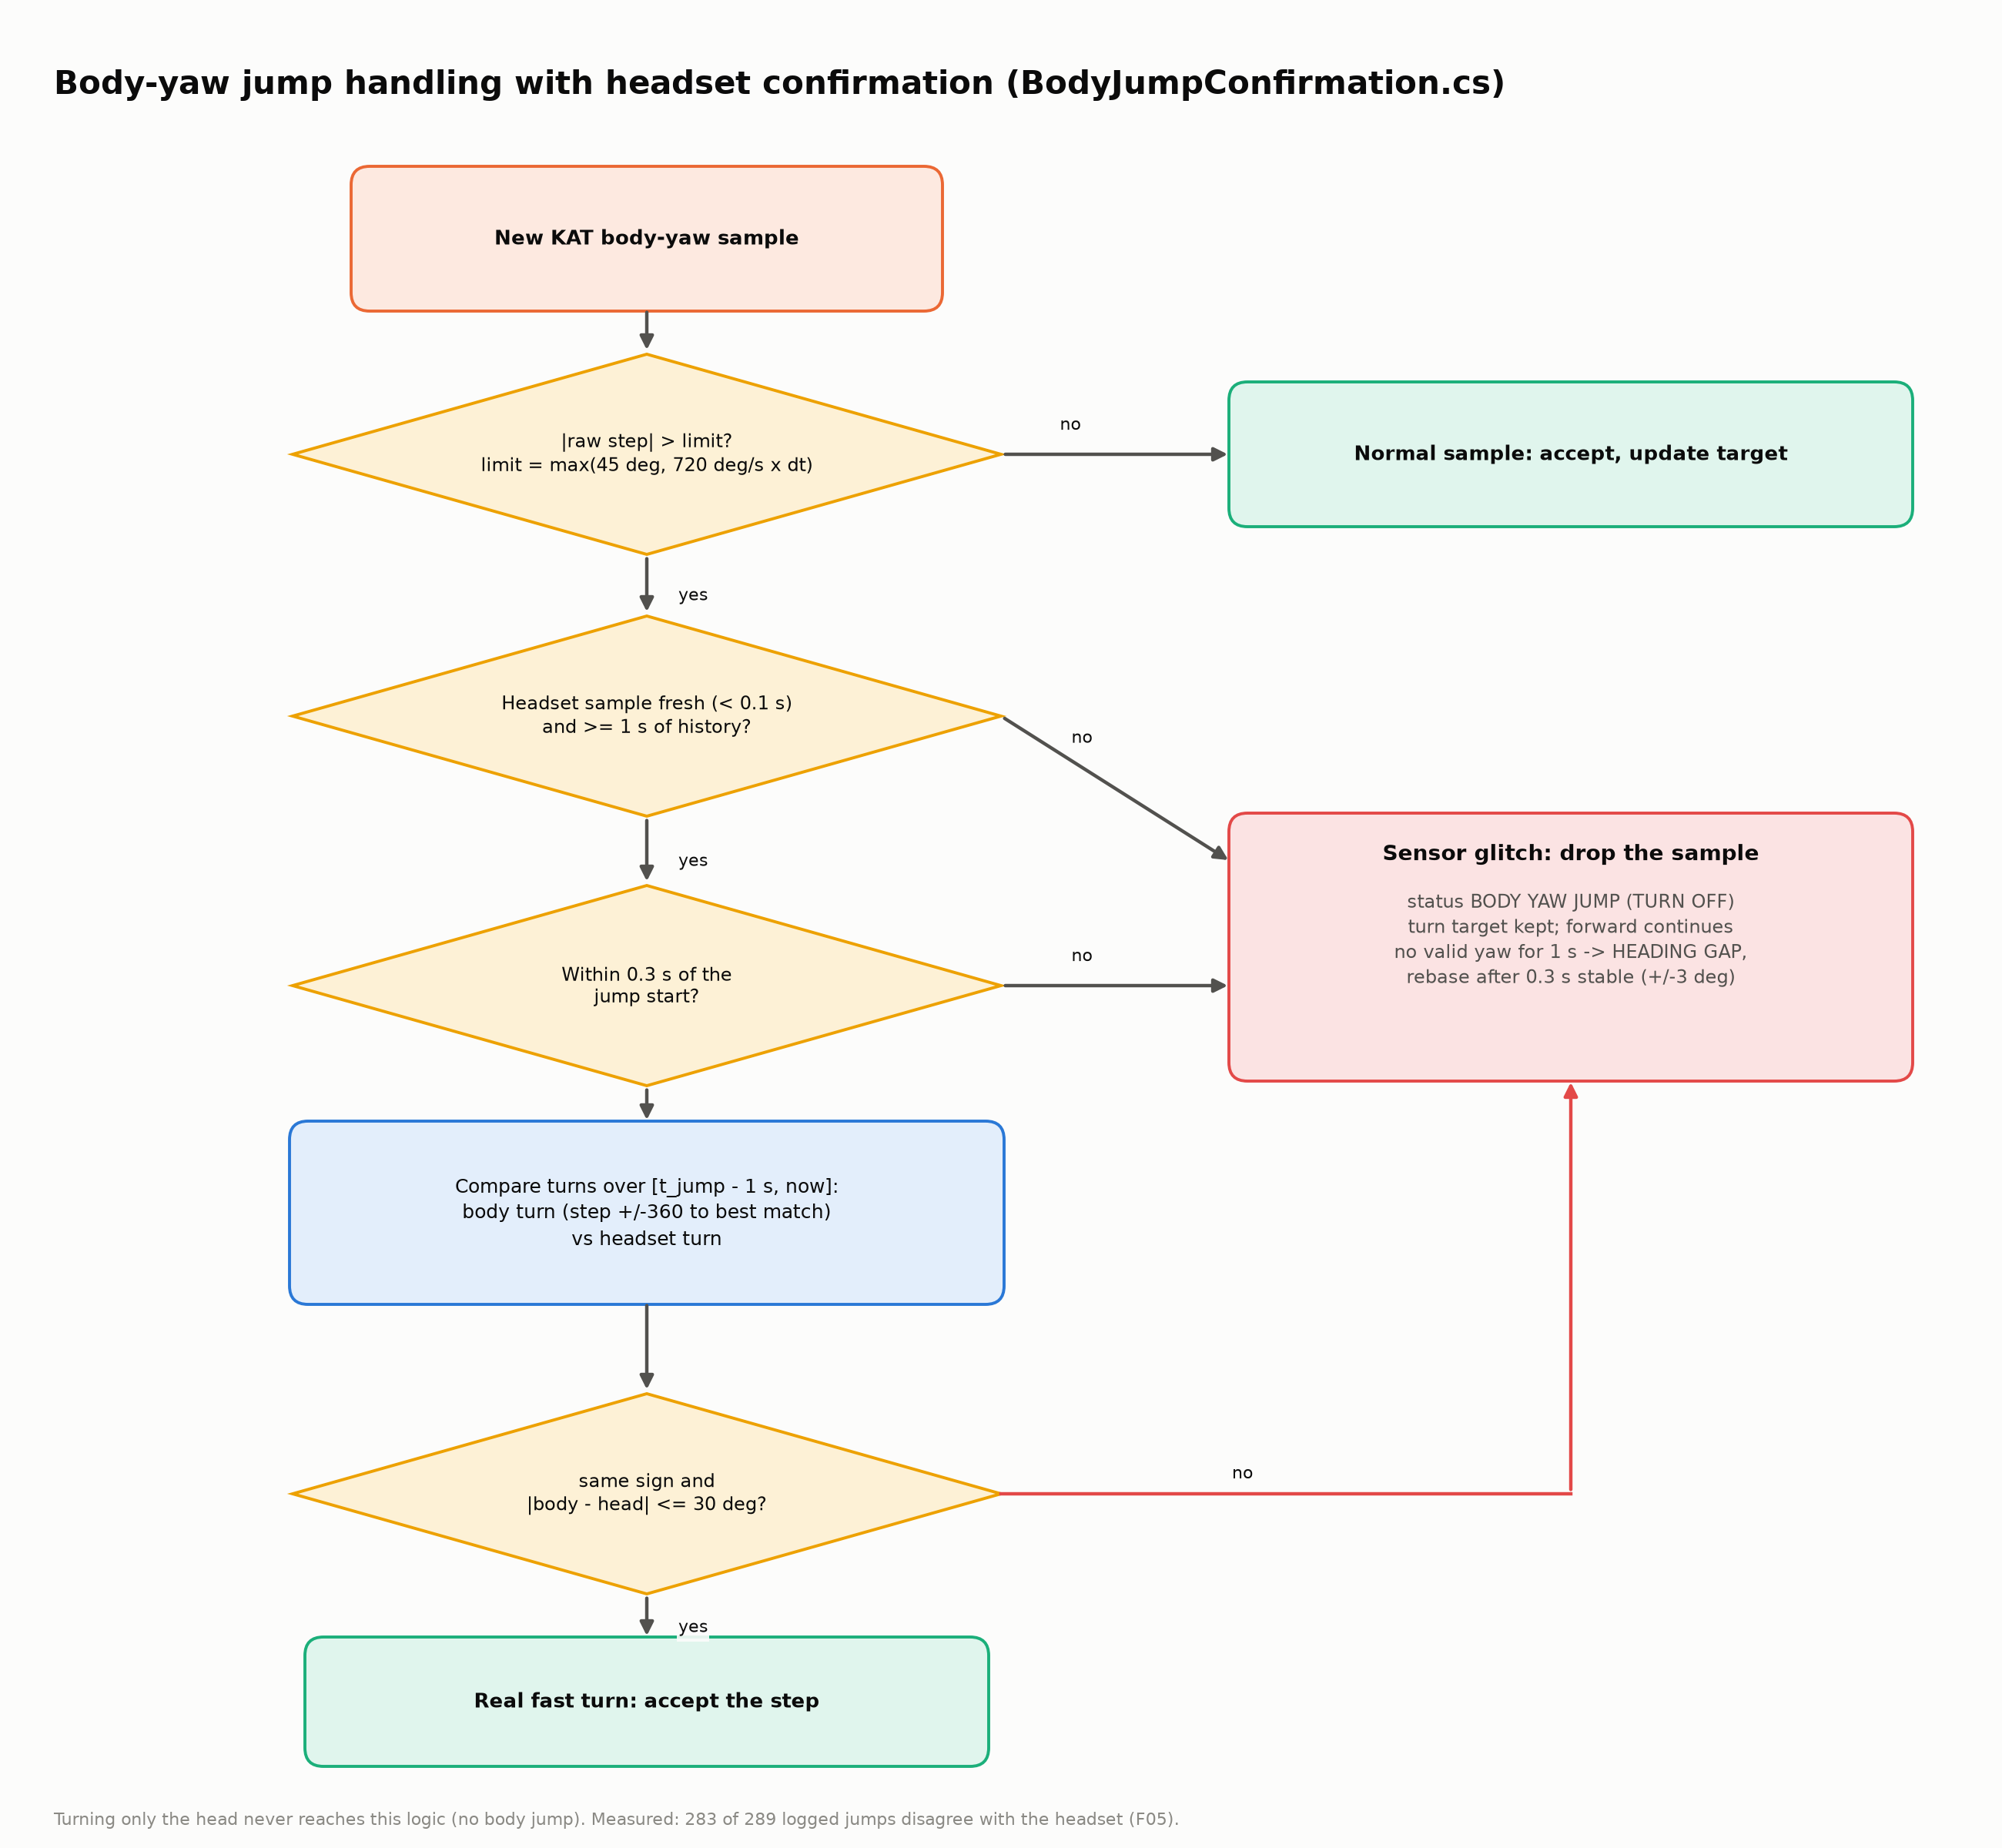 Body-yaw jump handling with headset confirmation (BodyJumpConfirmation.cs)
New KAT body-yaw sample
|raw step| > limit?
limit = max(45 deg, 720 deg/s x dt)
no
Normal sample: accept, update target
yes
Headset sample fresh (< 0.1 s)
and >= 1 s of history?
no
yes
Sensor glitch: drop the sample
status BODY YAW JUMP (TURN OFF)
turn target kept; forward continues
no valid yaw for 1 s -> HEADING GAP,
rebase after 0.3 s stable (+/-3 deg)
Within 0.3 s of the
jump start?
no
Compare turns over [t_jump - 1 s, now]:
body turn (step +/-360 to best match)
vs headset turn
same sign and
|body - head| <= 30 deg?
no
yes
Real fast turn: accept the step
Turning only the head never reaches this logic (no body jump). Measured: 283 of 289 logged jumps disagree with the headset (F05).